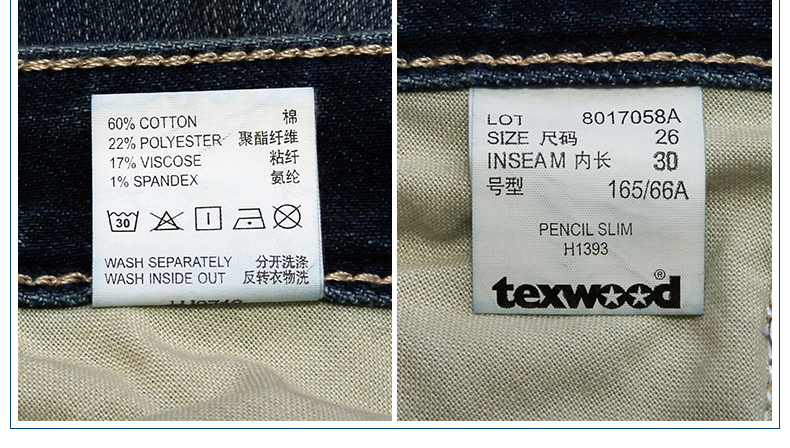 60% COTTON 棉
22% POLYESTER 聚酯纤维
17% VISCOSE 粘纤
1% SPANDEX 氨纶
30
WASH SEPARATELY 分开洗涤
WASH INSIDE OUT 反转衣物洗
LOT 8017058A
SIZE 尺码 26
INSEAM 内长 30
号型 165/66A
PENCIL SLIM
H1393
texwood®